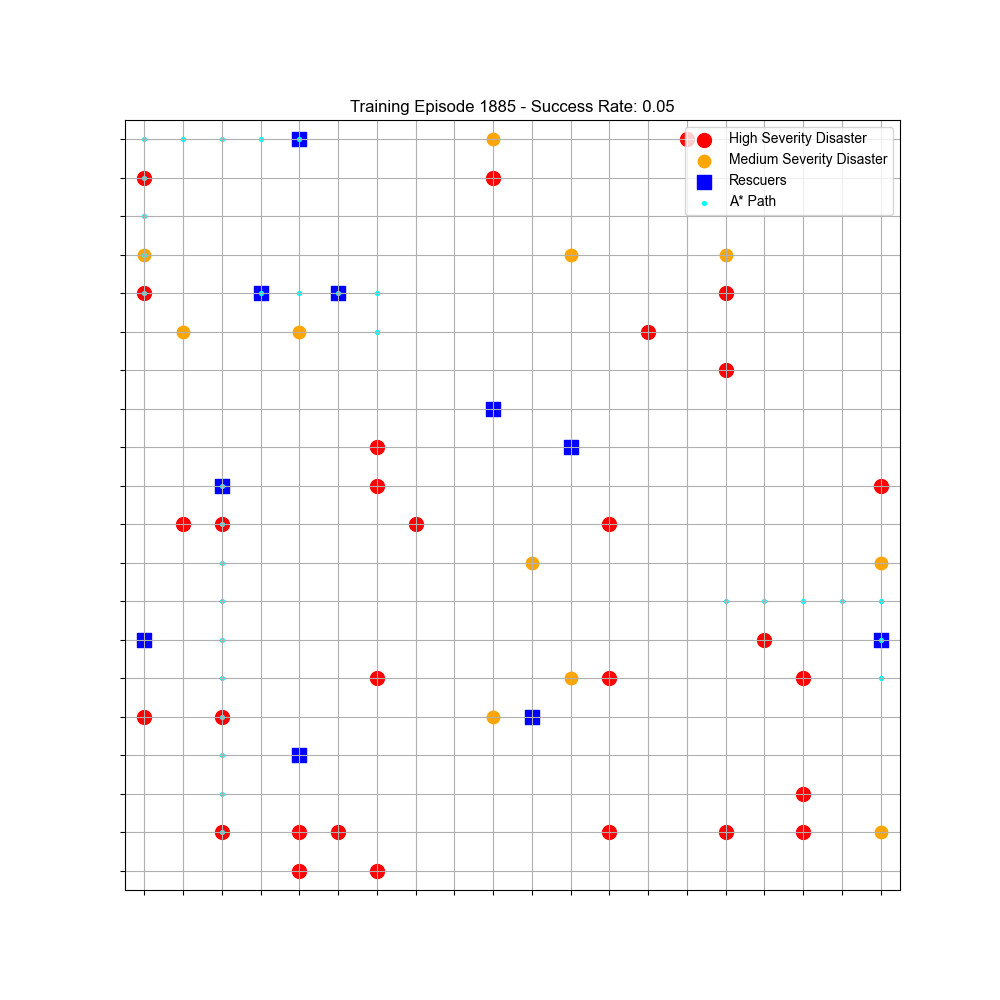 Training Episode 1885 - Success Rate: 0.05
High Severity Disaster
Medium Severity Disaster
Rescuers
A* Path